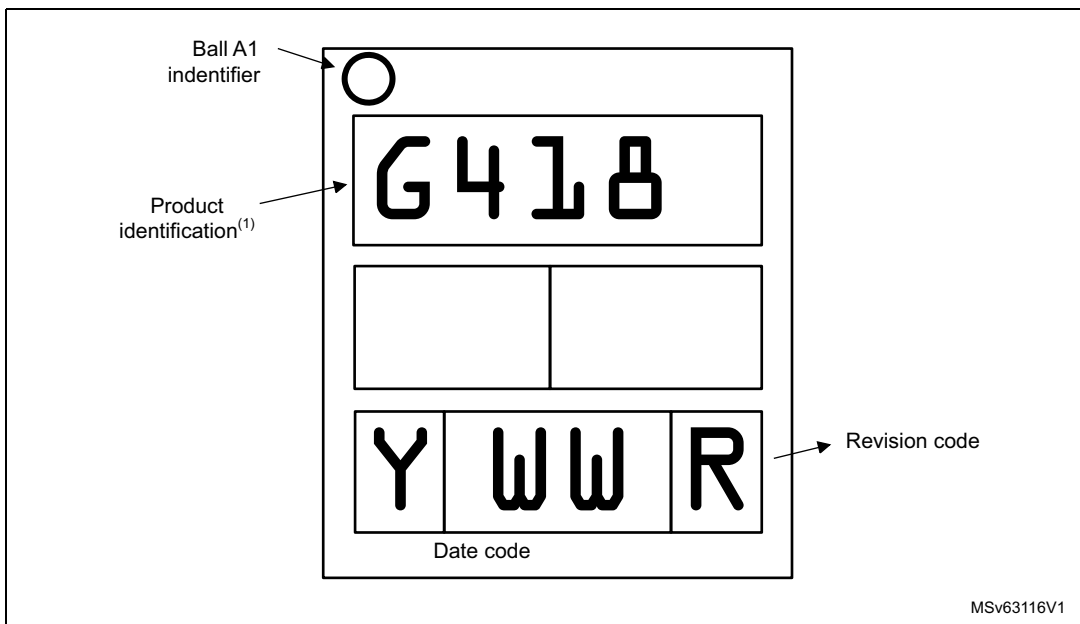 Ball A1
indentifier
G418
Product
identification(1)
Y WW R
Revision code
Date code
MSv63116V1